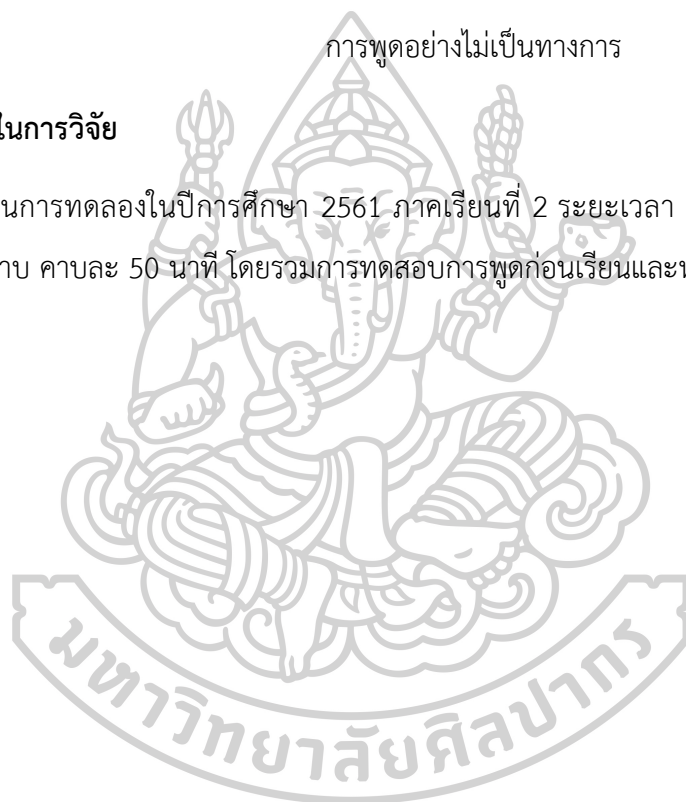 การพูดอย่างไม่เป็นทางการ
ในการวิจัย
นการทดลองในปีการศึกษา 2561 ภาคเรียนที่ 2 ระยะเวลา
าบ คาบละ 50 นาที โดยรวมการทดสอบการพูดก่อนเรียนและห
มหาวิทยาลัยศิลปากร